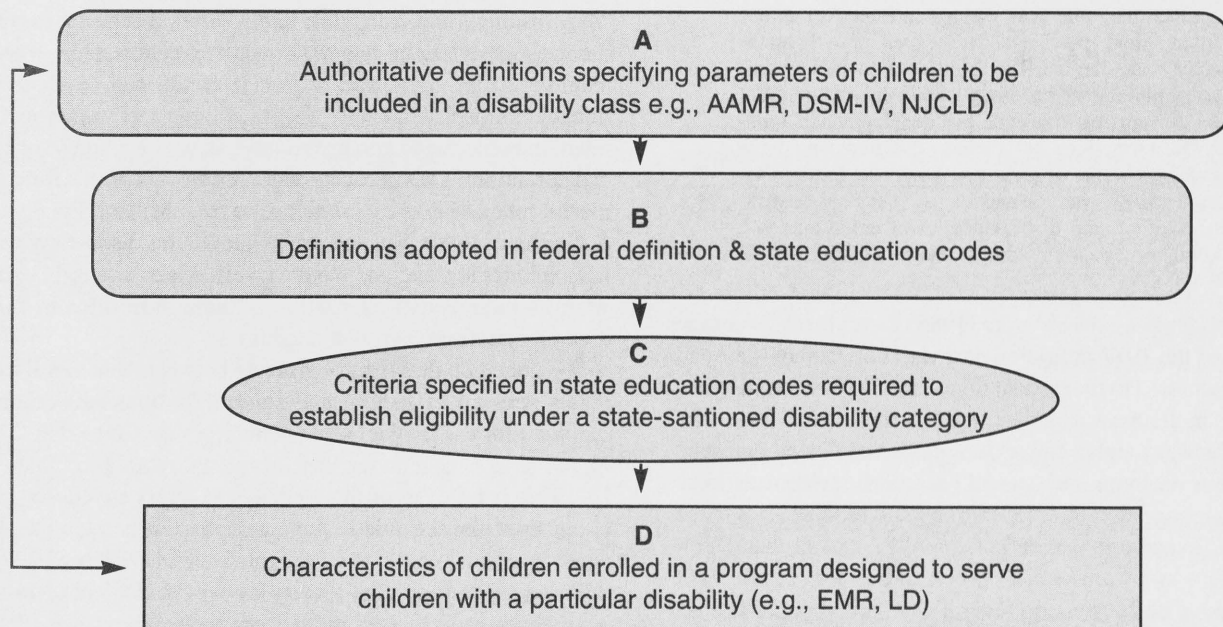 A
Authoritative definitions specifying parameters of children to be
included in a disability class e.g., AAMR, DSM-IV, NJCLD)
B
Definitions adopted in federal definition & state education codes
C
Criteria specified in state education codes required to
establish eligibility under a state-santioned disability category
D
Characteristics of children enrolled in a program designed to serve
children with a particular disability (e.g., EMR, LD)